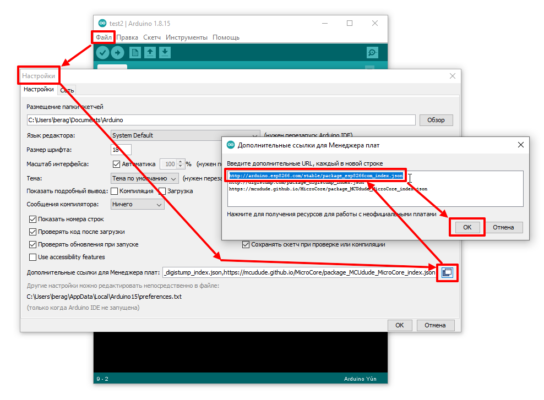 test2 | Arduino 1.8.15
Файл Правка Скетч Инструменты Помощь
Настройки
Настройки Сеть
Размещение папки скетчей
C:\Users\berag\Documents\Arduino
Обзор
Язык редактора: System Default (нужен перезапуск Arduino IDE)
Размер шрифта: 18
Масштаб интерфейса: Автоматика 100 % (нужен п
Тема: Тема по умолчанию (нужен перезап
Показать подробный вывод: Компиляция Загрузка
Сообщения компилятора: Ничего
Показать номера строк
Проверять код после загрузки
Проверять обновления при запуске
Сохранять скетч при проверке или компиляции
Use accessibility features
Дополнительные ссылки для Менеджера плат: _digistump_index.json,https://mcudude.github.io/MicroCore/package_MCUdude_MicroCore_index.json
Другие настройки можно редактировать непосредственно в файле:
C:\Users\berag\AppData\Local\Arduino15\preferences.txt
(только когда Arduino IDE не запущена)
OK Отмена
Дополнительные ссылки для Менеджера плат
Введите дополнительные URL, каждый в новой строке
http://arduino.esp8266.com/stable/package_esp8266com_index.json
http://digistump.com/package_digistump_index.json
https://mcudude.github.io/MicroCore/package_MCUdude_MicroCore_index.json
Нажмите для получения ресурсов для работы с неофициальными платами
OK Отмена
9 - 2
Arduino Yún